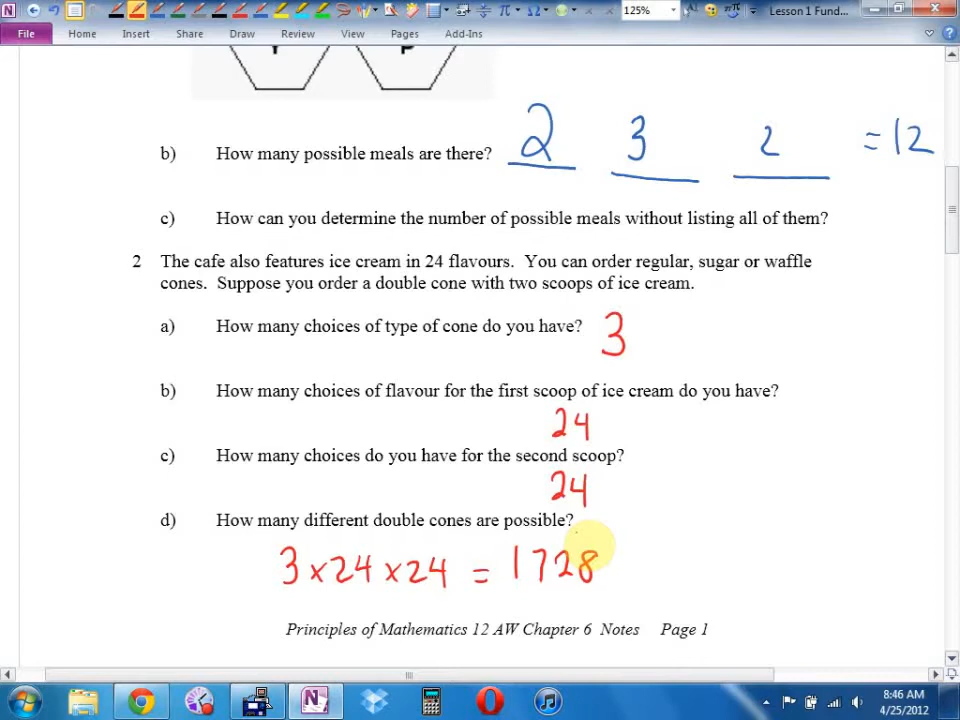 125%
Lesson 1 Fund...
File Home Insert Share Draw Review View Pages Add-Ins
b) How many possible meals are there? 2 3 2 = 12
c) How can you determine the number of possible meals without listing all of them?
2 The cafe also features ice cream in 24 flavours. You can order regular, sugar or waffle
cones. Suppose you order a double cone with two scoops of ice cream.
a) How many choices of type of cone do you have? 3
b) How many choices of flavour for the first scoop of ice cream do you have?
24
c) How many choices do you have for the second scoop?
24
d) How many different double cones are possible?
3 x 24 x 24 = 1728
Principles of Mathematics 12 AW Chapter 6 Notes Page 1
8:46 AM
4/25/2012